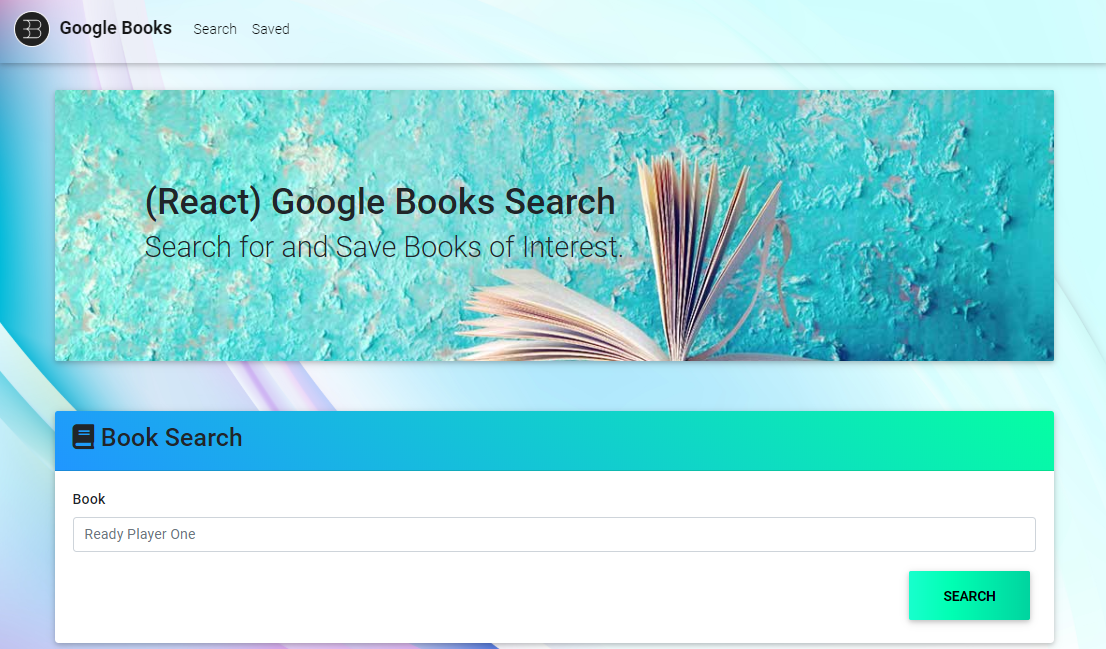 Google Books Search Saved
(React) Google Books Search
Search for and Save Books of Interest.
Book Search
Book
Ready Player One
SEARCH